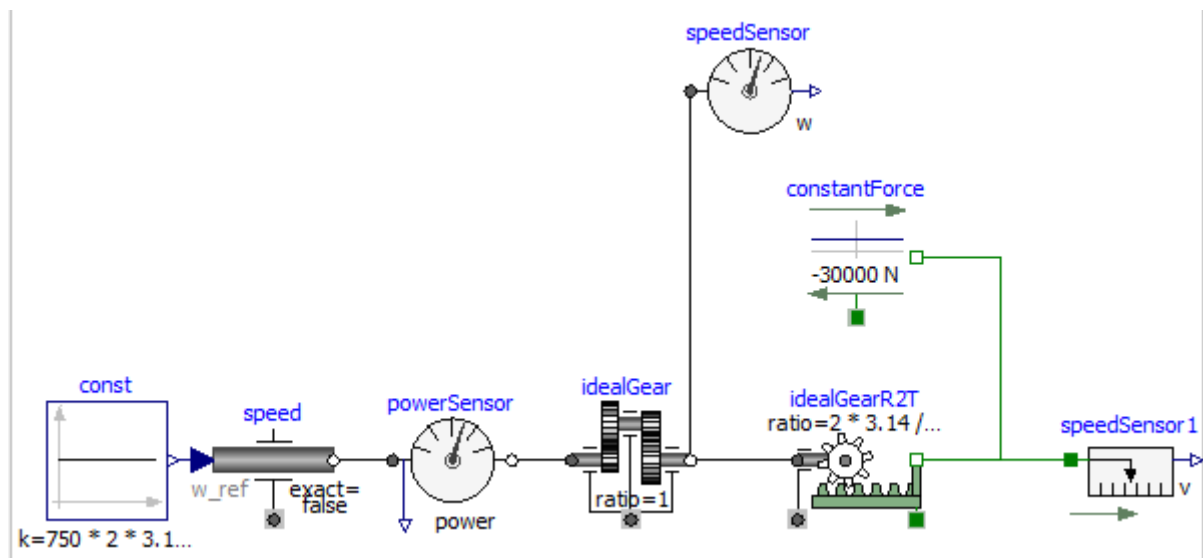 speedSensor
w
constantForce
-30000 N
const
speed
powerSensor
idealGear
idealGearR2T
ratio=2 * 3.14 /...
speedSensor1
w_ref
exact=
false
power
ratio=1
v
k=750 * 2 * 3.1...